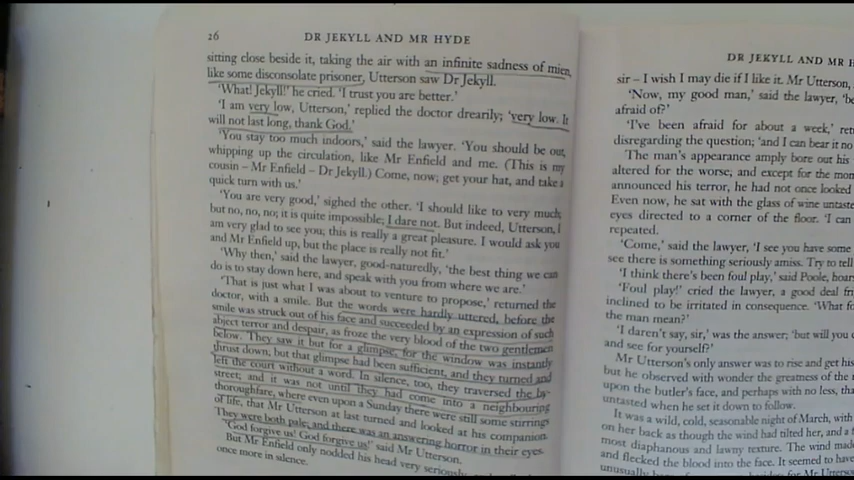 26
DR JEKYLL AND MR HYDE
sitting close beside it, taking the air with an infinite sadness of mien,
like some disconsolate prisoner, Utterson saw Dr Jekyll.
'What! Jekyll!' he cried. 'I trust you are better.'
'I am very low, Utterson,' replied the doctor drearily; 'very low. It
will not last long, thank God.'
'You stay too much indoors,' said the lawyer. 'You should be out,
whipping up the circulation, like Mr Enfield and me. (This is my
cousin – Mr Enfield – Dr Jekyll.) Come, now; get your hat, and take a
quick turn with us.'
'You are very good,' sighed the other. 'I should like to very much;
but no, no, no; it is quite impossible; I dare not. But indeed, Utterson, I
am very glad to see you; this is really a great pleasure. I would ask you
and Mr Enfield up, but the place is really not fit.'
'Why then,' said the lawyer, good-naturedly, 'the best thing we can
do is to stay down here, and speak with you from where we are.'
'That is just what I was about to venture to propose,' returned the
doctor, with a smile. But the words were hardly uttered, before the
smile was struck out of his face and succeeded by an expression of such
abject terror and despair, as froze the very blood of the two gentlemen
below. They saw it but for a glimpse, for the window was instantly
thrust down; but that glimpse had been sufficient, and they turned and
left the court without a word. In silence, too, they traversed the by-
street; and it was not until they had come into a neighbouring
thoroughfare, where even upon a Sunday there were still some stirrings
of life, that Mr Utterson at last turned and looked at his companion.
They were both pale; and there was an answering horror in their eyes.
'God forgive us! God forgive us!' said Mr Utterson.
But Mr Enfield only nodded his head very seriously,
once more in silence.
DR JEKYLL AND MR
sir – I wish I may die if I like it. Mr Utterson,
'Now, my good man,' said the lawyer,
afraid of?'
'I've been afraid for about a week,'
disregarding the question; 'and I can bear it no
The man's appearance amply bore out his
altered for the worse; and except for the
announced his terror, he had not once looked
Even now, he sat with the glass of wine
eyes directed to a corner of the floor. 'I can
repeated.
'Come,' said the lawyer, 'I see you have some
see there is something seriously amiss. Try to tell
'I think there's been foul play,' said Poole,
'Foul play!' cried the lawyer, a good deal
inclined to be irritated in consequence. 'What
the man mean?'
'I daren't say, sir,' was the answer; 'but will you
and see for yourself?'
Mr Utterson's only answer was to rise and get his
but he observed with wonder the greatness of the
upon the butler's face, and perhaps with no less,
untasted when he set it down to follow.
It was a wild, cold, seasonable night of March, with
on her back as though the wind had tilted her, and a
most diaphanous and lawny texture. The wind made
and flecked the blood into the face. It seemed to have
unusually